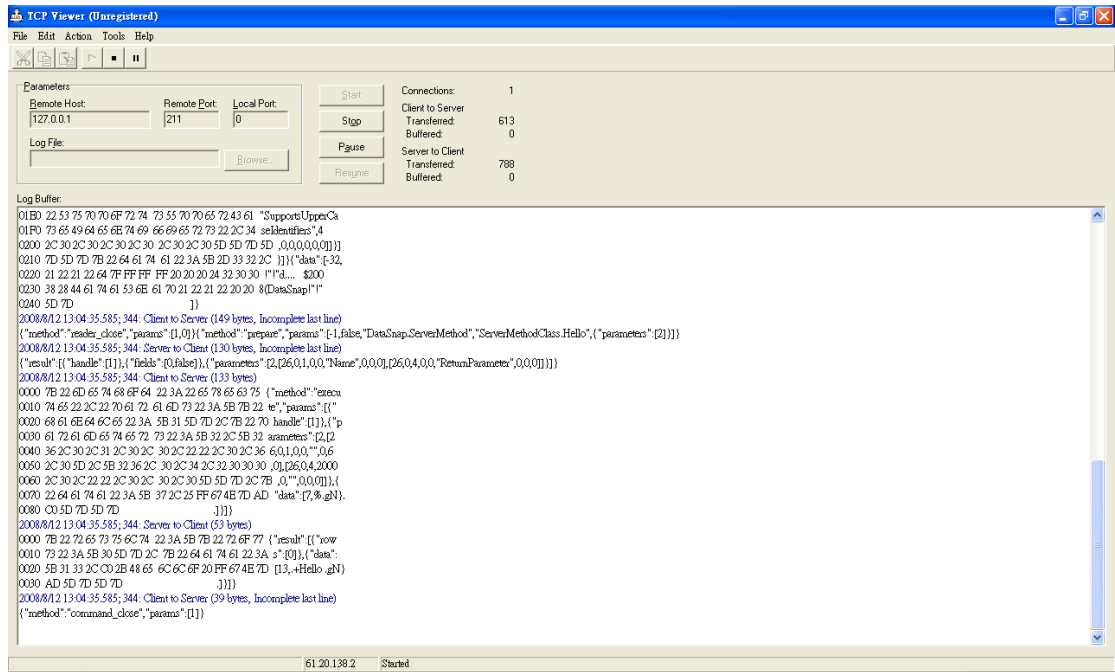 TCP Viewer (Unregistered)
File Edit Action Tools Help
Parameters
Remote Host: Remote Port: Local Port:
127.0.0.1 211 0
Log File:
Browse...
Start
Stop
Pause
Resume
Connections: 1
Client to Server
Transferred: 613
Buffered: 0
Server to Client
Transferred: 788
Buffered: 0
Log Buffer:
01E0 22 53 75 70 70 6F 72 74 73 55 70 70 65 72 43 61 "SupportsUpperCa
01F0 73 65 49 64 65 6E 74 69 66 69 65 72 73 22 2C 34 seIdentifiers",4
0200 2C 30 2C 30 2C 30 2C 30 2C 30 2C 30 5D 5D 7D 5D ,0,0,0,0,0,0]]}]
0210 7D 5D 7D 7B 22 64 61 74 61 22 3A 5B 2D 33 32 2C }]}{"data":[-32,
0220 21 22 21 22 64 7F FF FF FF 20 20 20 24 32 30 30 !"!"d.... $200
0230 38 28 44 61 74 61 53 6E 61 70 21 22 21 22 20 20 8(DataSnap!"!"
0240 5D 7D ]}
2008/8/12 13:04:35.585; 344: Client to Server (149 bytes, Incomplete last line)
{"method":"reader_close","params":[1,0]}{"method":"prepare","params":[-1,false,"DataSnap.ServerMethod","ServerMethodClass.Hello",{"parameters":[2]}]}
2008/8/12 13:04:35.585; 344: Server to Client (130 bytes, Incomplete last line)
{"result":[{"handle":[1]},{"fields":[0,false]},{"parameters":[2,[26,0,1,0,0,"Name",0,0,0],[26,0,4,0,0,"ReturnParameter",0,0,0]]}]}
2008/8/12 13:04:35.585; 344: Client to Server (133 bytes)
0000 7B 22 6D 65 74 68 6F 64 22 3A 22 65 78 65 63 75 {"method":"execu
0010 74 65 22 2C 22 70 61 72 61 6D 73 22 3A 5B 7B 22 te","params":[{"
0020 68 61 6E 64 6C 65 22 3A 5B 31 5D 7D 2C 7B 22 70 handle":[1]},{"p
0030 61 72 61 6D 65 74 65 72 73 22 3A 5B 32 2C 5B 32 arameters":[2,[2
0040 36 2C 30 2C 31 2C 30 2C 30 2C 22 22 2C 30 2C 36 6,0,1,0,0,"",0,6
0050 2C 30 5D 2C 5B 32 36 2C 30 2C 34 2C 32 30 30 30 ,0],[26,0,4,2000
0060 2C 30 2C 22 22 2C 30 2C 30 2C 30 5D 5D 7D 2C 7B ,0,"",0,0,0]]},{
0070 22 64 61 74 61 22 3A 5B 37 2C 25 FF 67 4E 7D AD "data":[7,%.gN}.
0080 C0 5D 7D 5D 7D .]}]}
2008/8/12 13:04:35.585; 344: Server to Client (53 bytes)
0000 7B 22 72 65 73 75 6C 74 22 3A 5B 7B 22 72 6F 77 {"result":[{"row
0010 73 22 3A 5B 30 5D 7D 2C 7B 22 64 61 74 61 22 3A s":[0]},{"data":
0020 5B 31 33 2C C0 2B 48 65 6C 6C 6F 20 FF 67 4E 7D [13,.+Hello .gN}
0030 AD 5D 7D 5D 7D .]}]}
2008/8/12 13:04:35.585; 344: Client to Server (39 bytes, Incomplete last line)
{"method":"command_close","params":[1]}
61.20.138.2 Started